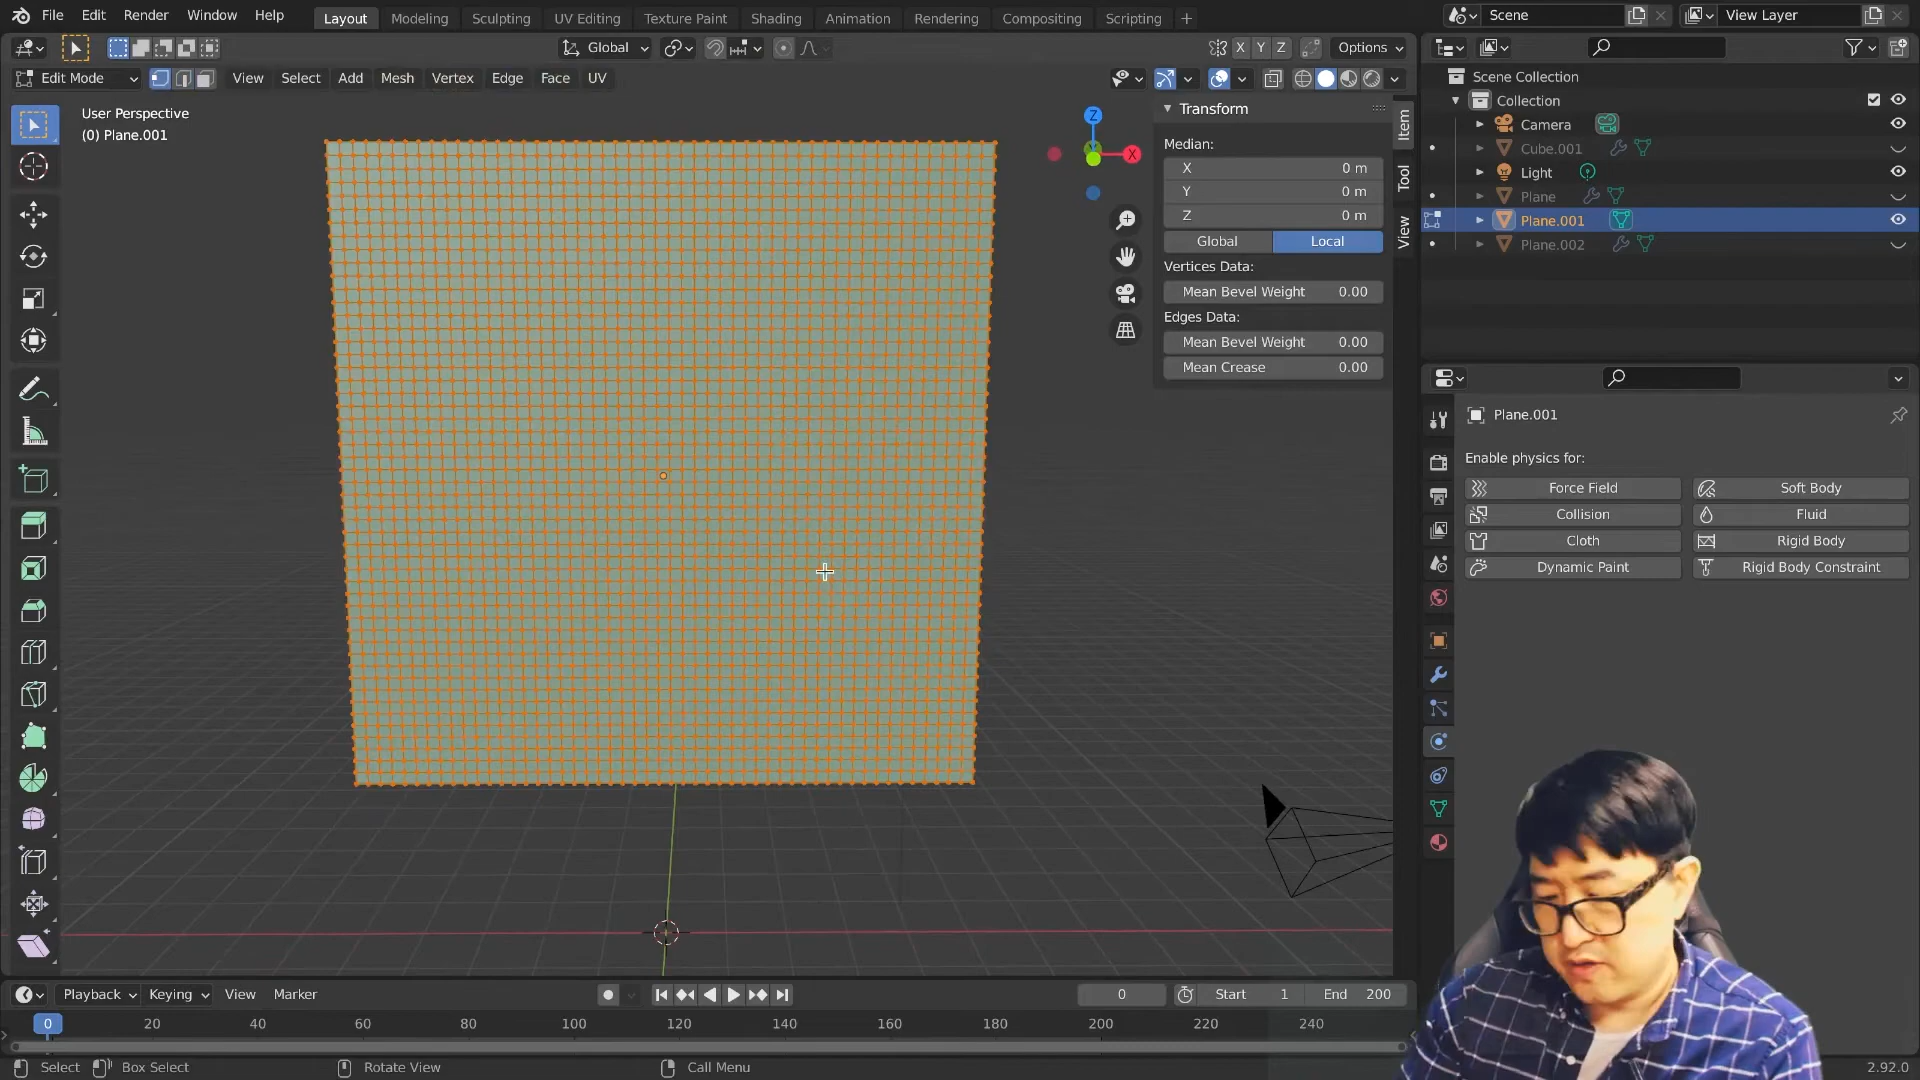 File Edit Render Window Help Layout Modeling Sculpting UV Editing Texture Paint Shading Animation Rendering Compositing Scripting + Scene View Layer
Global X Y Z Options
Edit Mode View Select Add Mesh Vertex Edge Face UV
User Perspective
(0) Plane.001
Z
X
Transform
Median:
X 0 m
Y 0 m
Z 0 m
Global Local
Vertices Data:
Mean Bevel Weight 0.00
Edges Data:
Mean Bevel Weight 0.00
Mean Crease 0.00
Item
Tool
View
Scene Collection
Collection
Camera
Cube.001
Light
Plane
Plane.001
Plane.002
Plane.001
Enable physics for:
Force Field Soft Body
Collision Fluid
Cloth Rigid Body
Dynamic Paint Rigid Body Constraint
Playback Keying View Marker 0 Start 1 End 200
0 20 40 60 80 100 120 140 160 180 200 220 240
Select Box Select Rotate View Call Menu 2.92.0